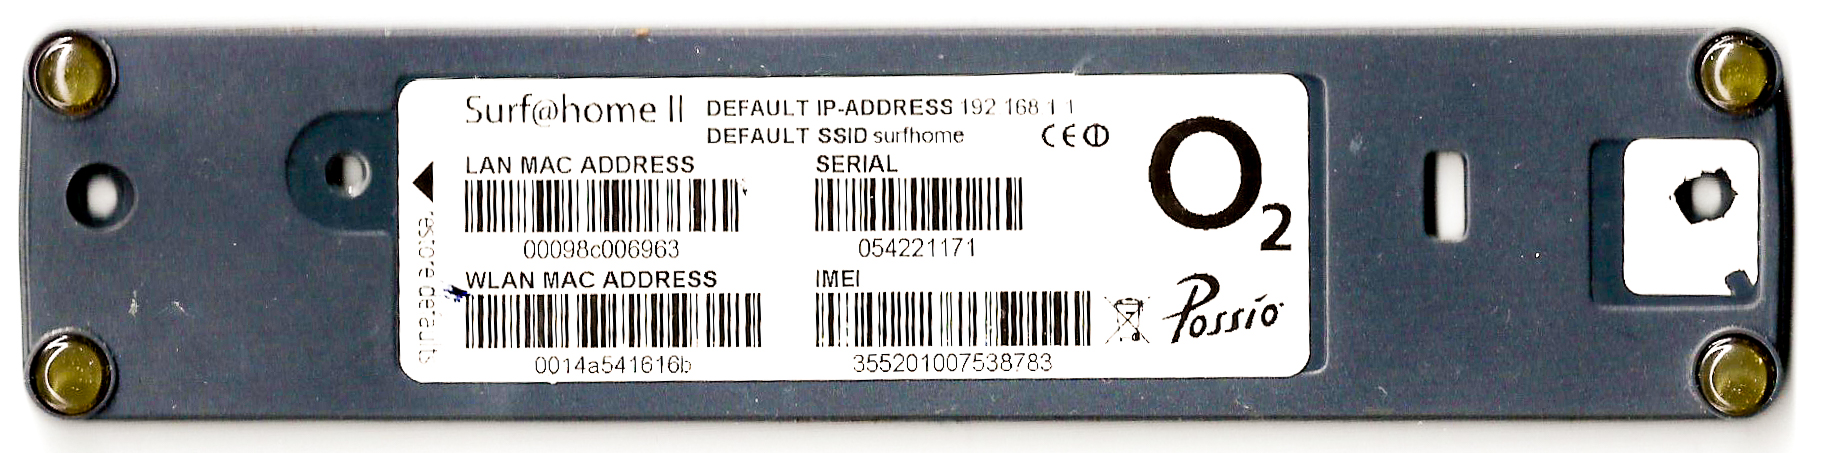 Surf@home II
DEFAULT IP-ADDRESS 192 168 1 1
DEFAULT SSID surfhome
CE
LAN MAC ADDRESS
00098c006963
SERIAL
054221171
WLAN MAC ADDRESS
0014a541616b
IMEI
355201007538783
restore defaults
O2
Possio